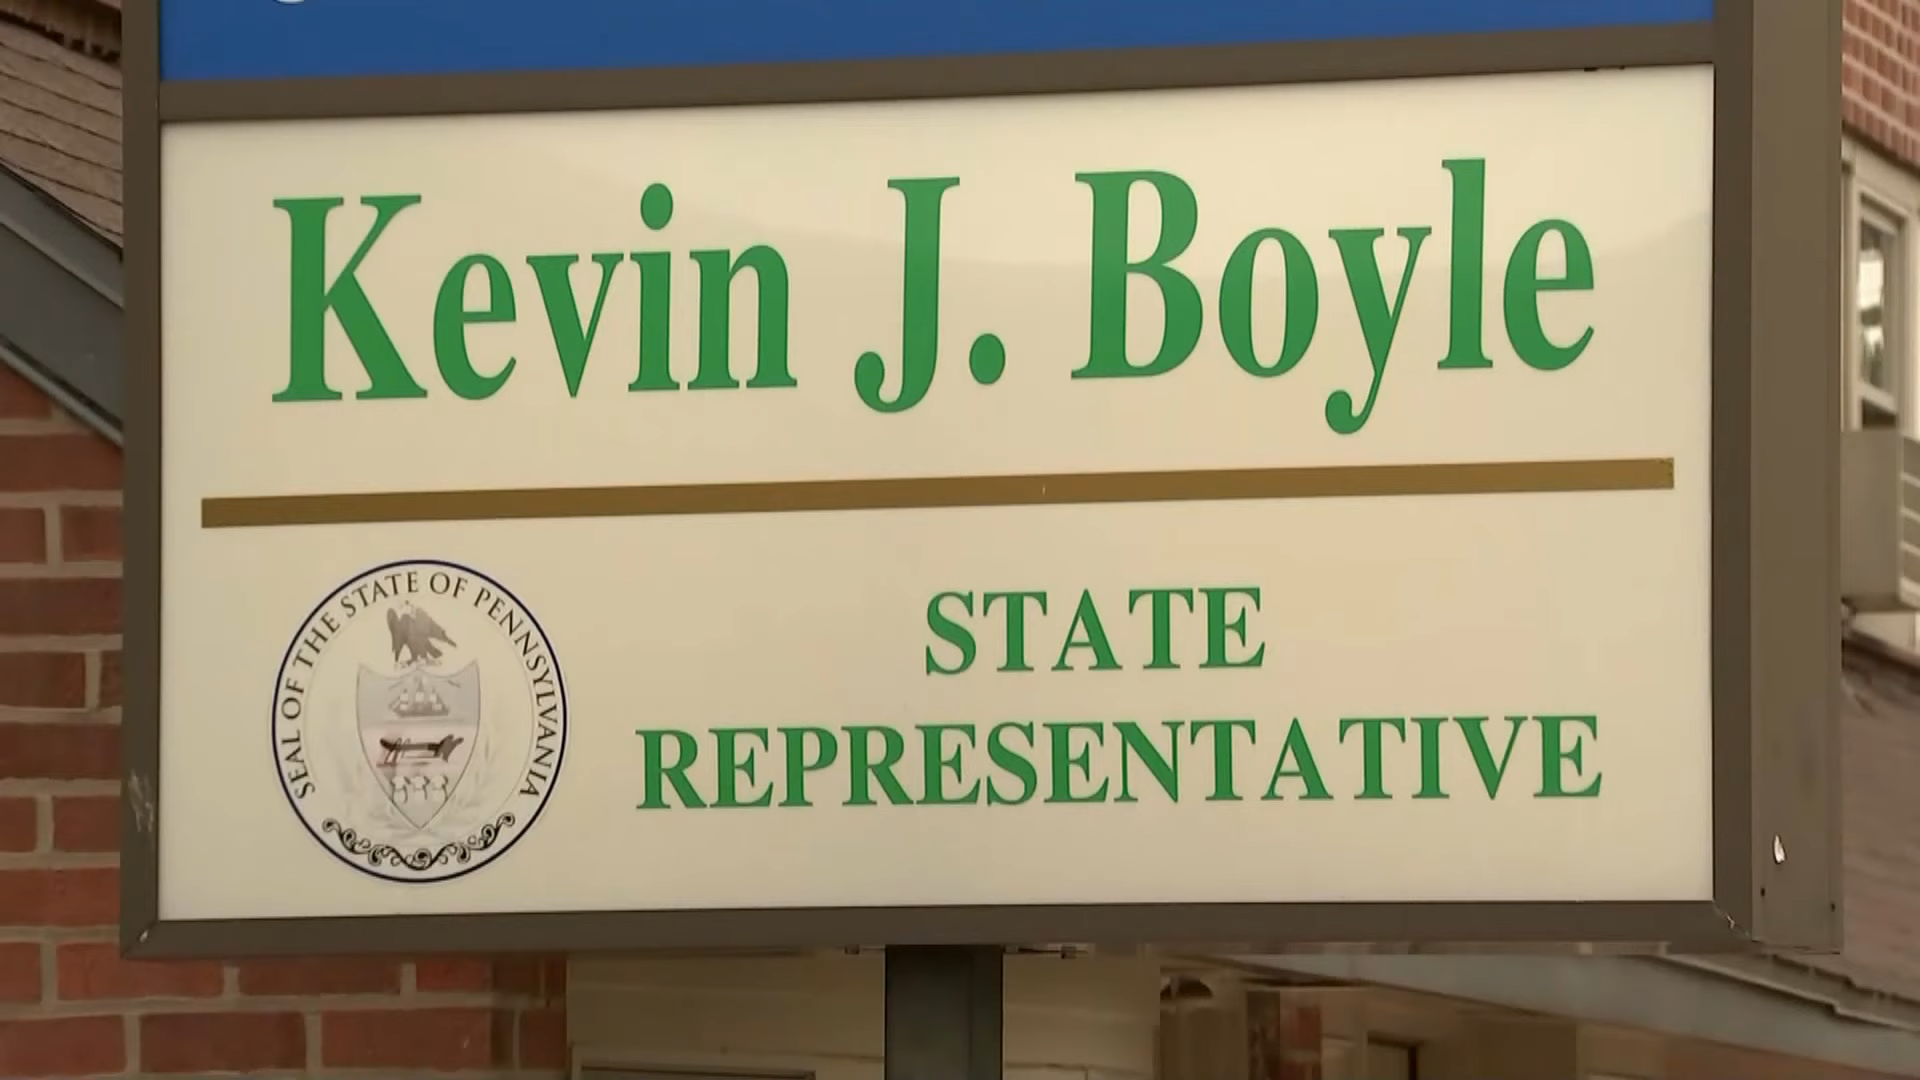 Kevin J. Boyle
SEAL OF THE STATE OF PENNSYLVANIA
STATE
REPRESENTATIVE